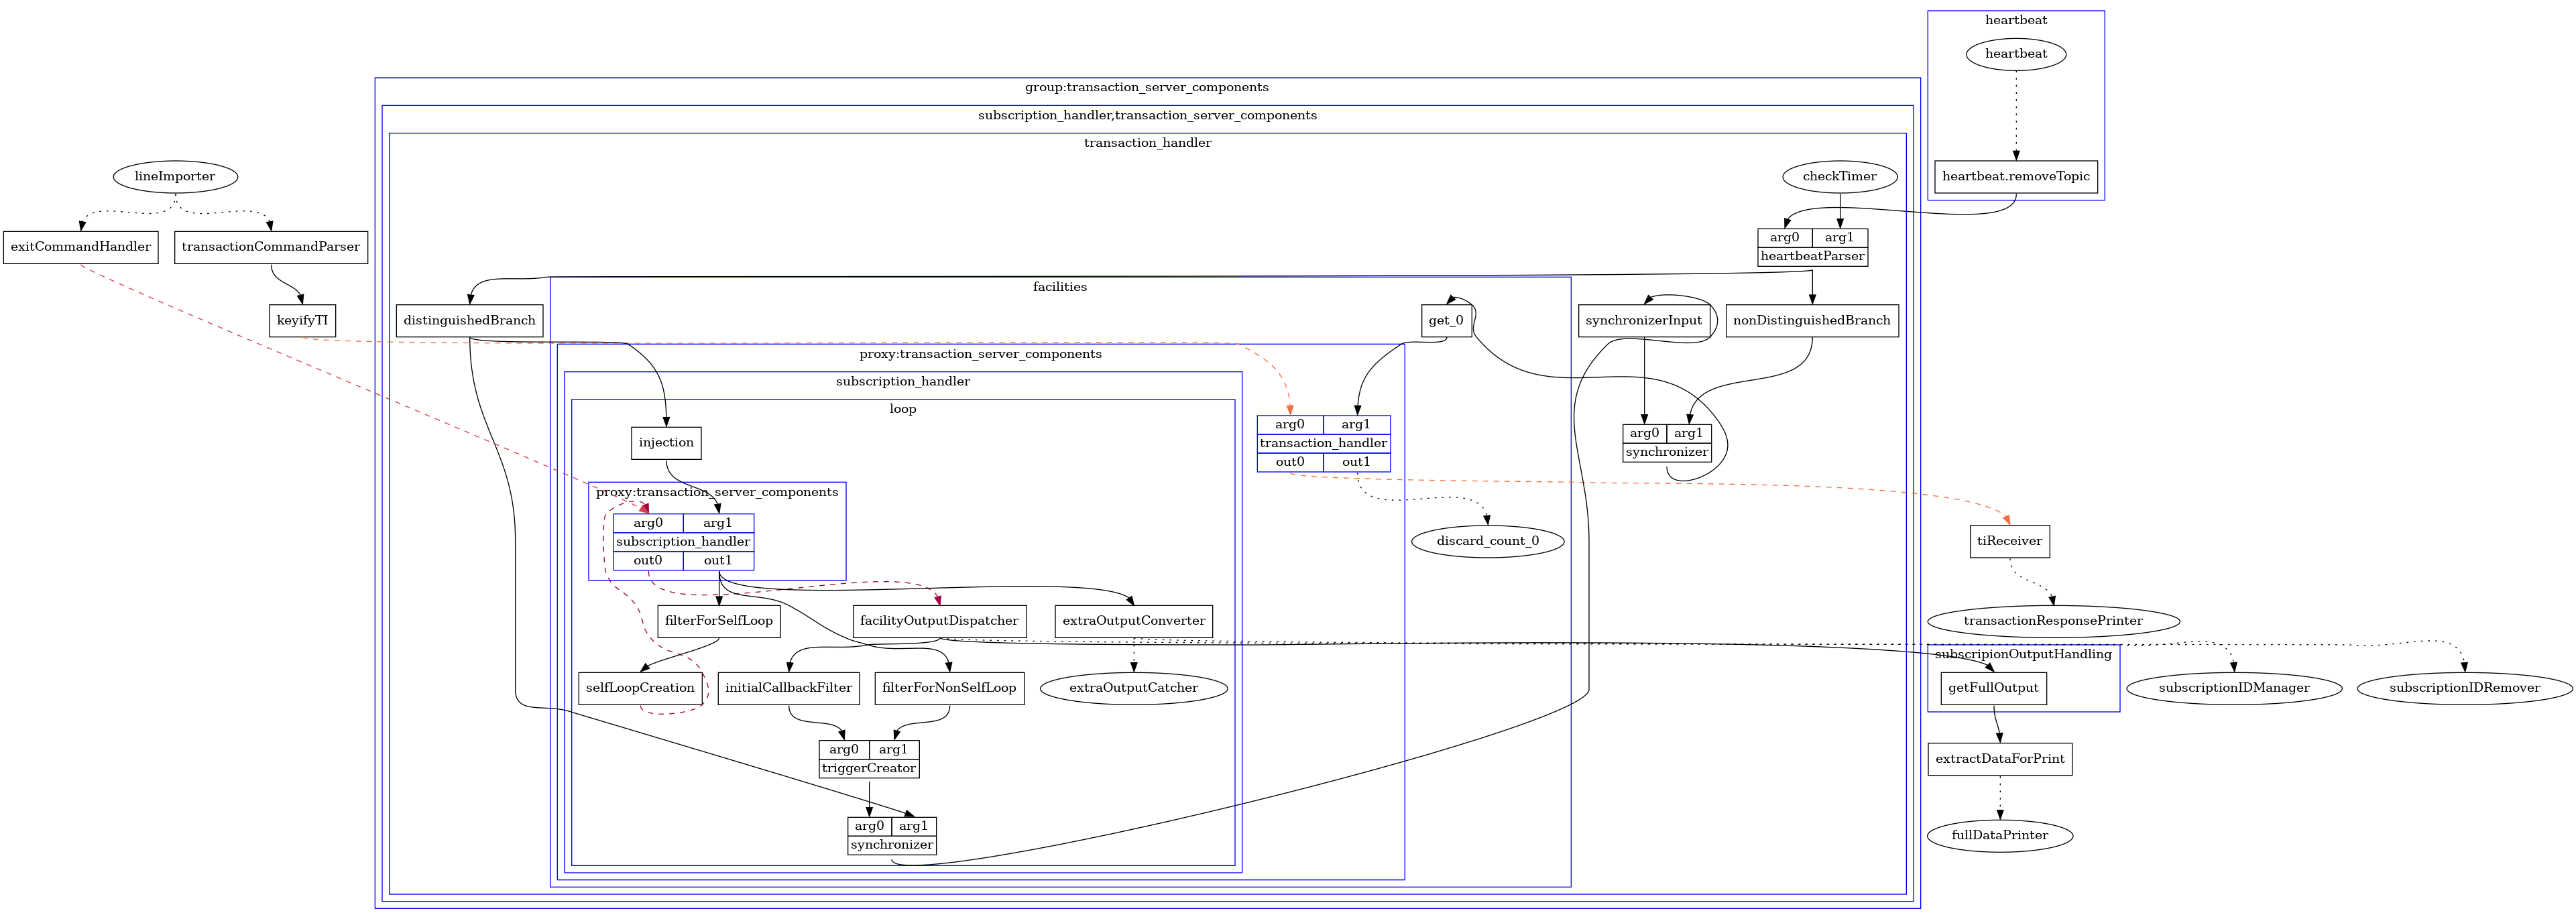 heartbeat
heartbeat
group:transaction_server_components
subscription_handler,transaction_server_components
transaction_handler
lineImporter
checkTimer
heartbeat.removeTopic
exitCommandHandler
transactionCommandParser
arg0 arg1
heartbeatParser
facilities
keyifyTI
distinguishedBranch
get_0
synchronizerInput
nonDistinguishedBranch
proxy:transaction_server_components
subscription_handler
loop
injection
arg0 arg1
transaction_handler
out0 out1
arg0 arg1
synchronizer
proxy:transaction_server_components
arg0 arg1
subscription_handler
out0 out1
discard_count_0
tiReceiver
filterForSelfLoop
facilityOutputDispatcher
extraOutputConverter
transactionResponsePrinter
subscripionOutputHandling
selfLoopCreation
initialCallbackFilter
filterForNonSelfLoop
extraOutputCatcher
getFullOutput
subscriptionIDManager
subscriptionIDRemover
arg0 arg1
triggerCreator
extractDataForPrint
arg0 arg1
synchronizer
fullDataPrinter